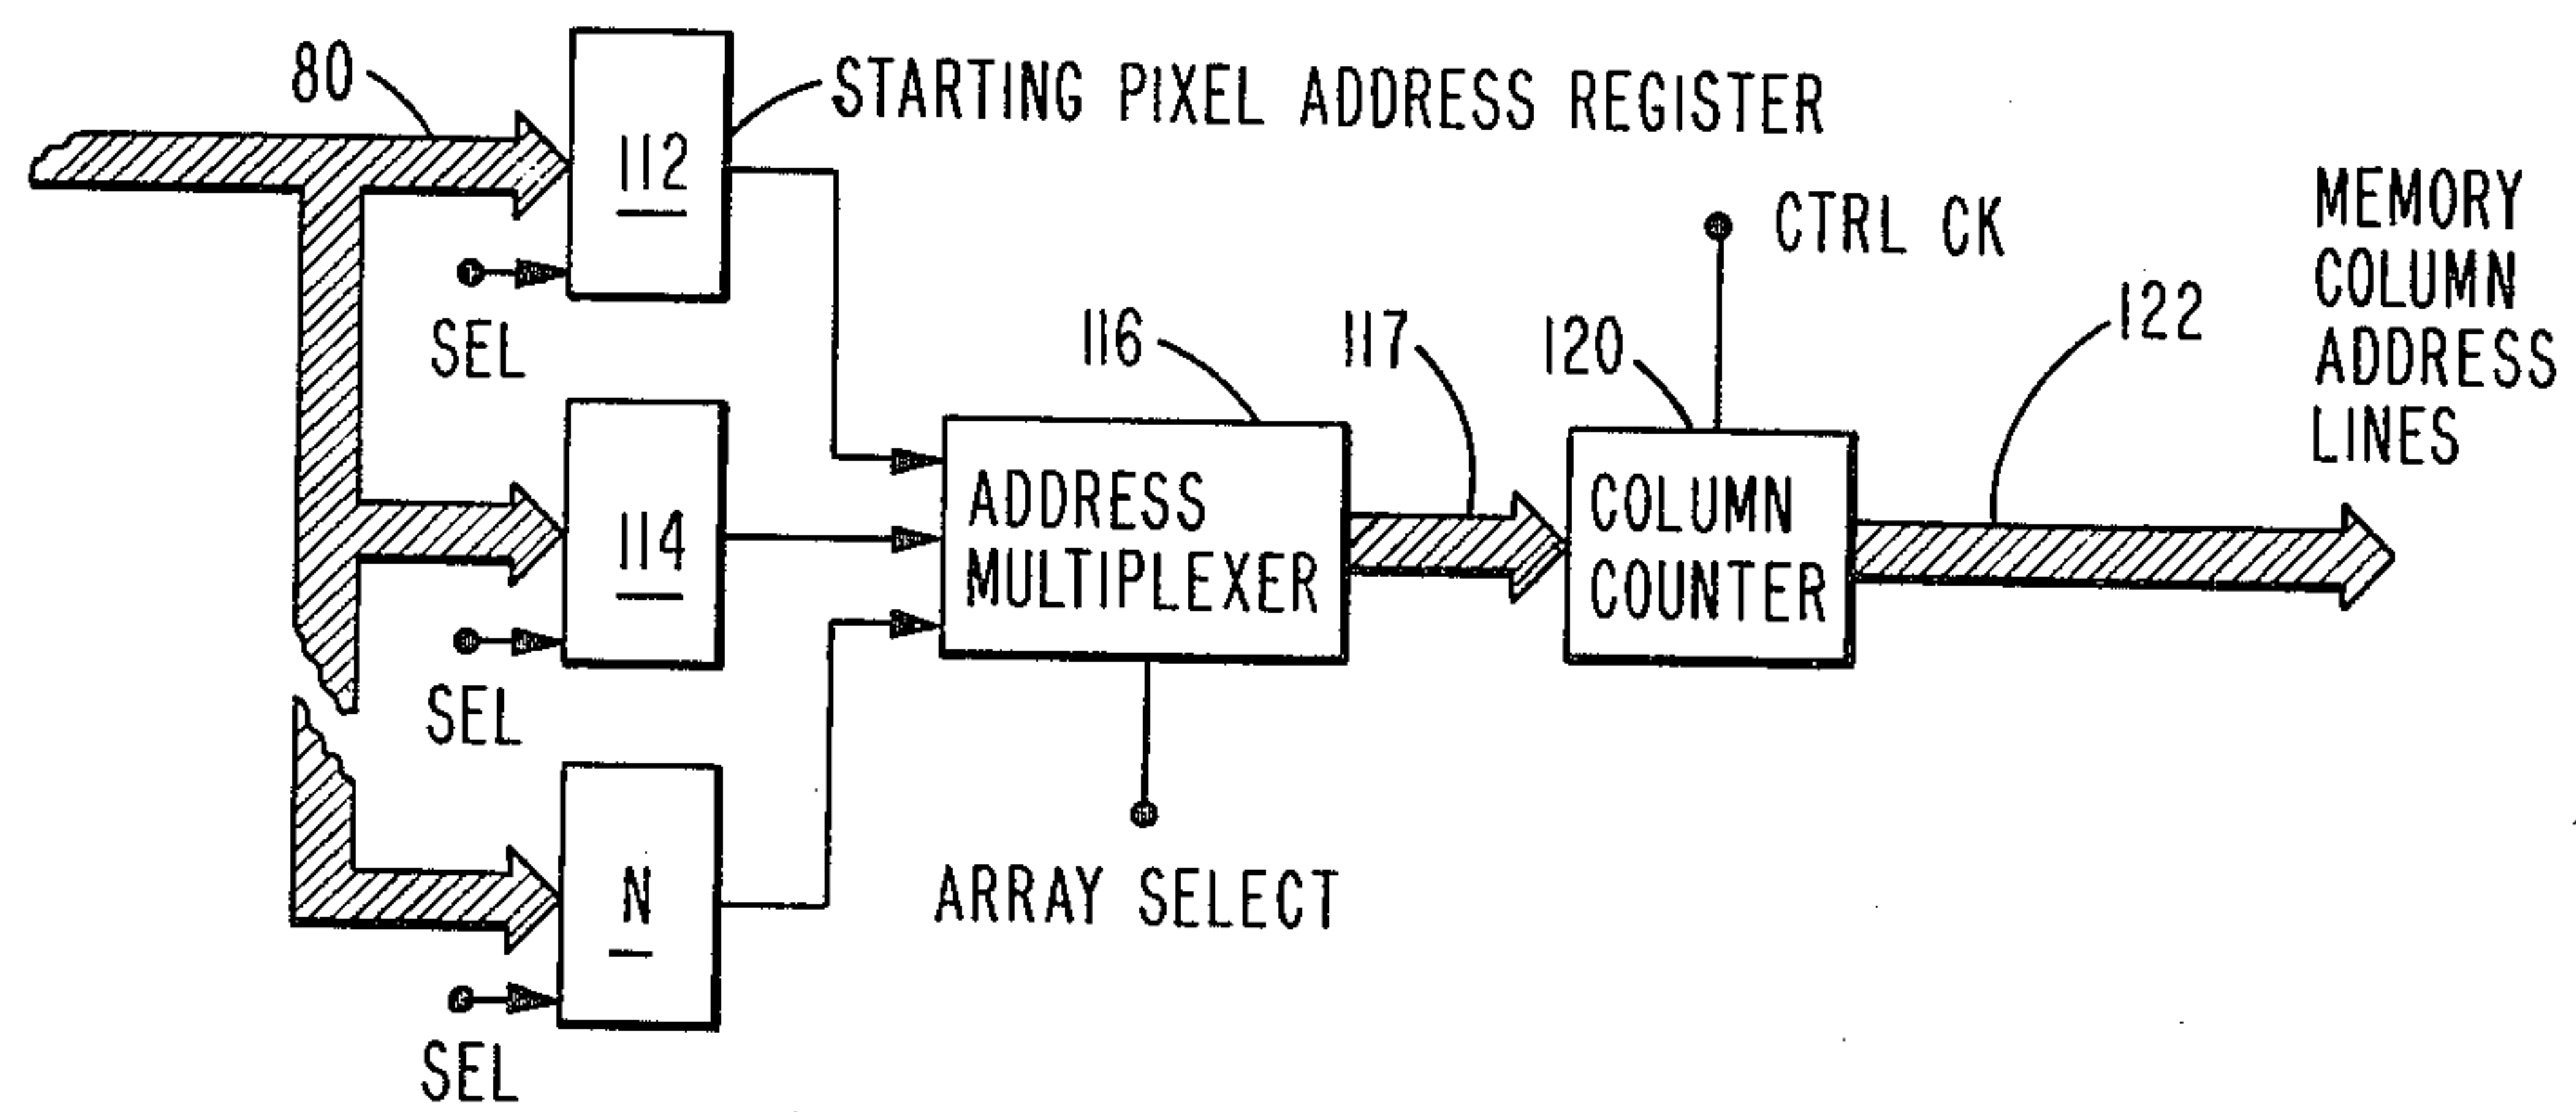 80
STARTING PIXEL ADDRESS REGISTER
112
SEL
CTRL CK
MEMORY
COLUMN
ADDRESS
LINES
116
117
120
122
114
SEL
ADDRESS
MULTIPLEXER
COLUMN
COUNTER
N
SEL
ARRAY SELECT